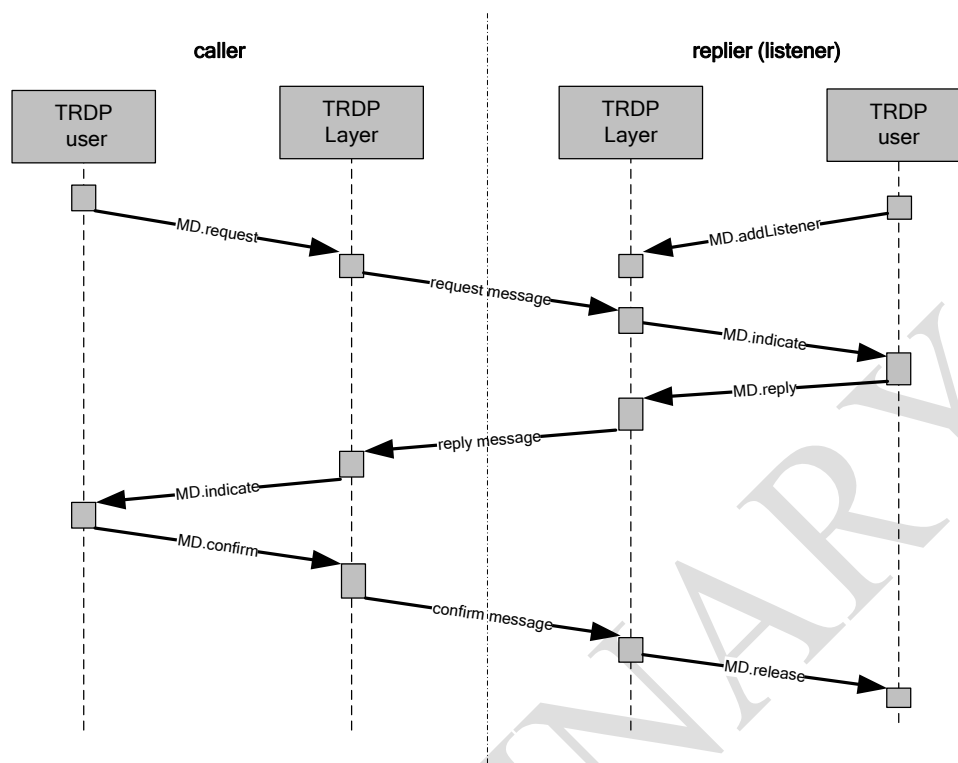 caller
replier (listener)
TRDP
user
TRDP
Layer
TRDP
Layer
TRDP
user
MD.request
MD.addListener
request message
MD.indicate
MD.reply
reply message
MD.indicate
MD.confirm
confirm message
MD.release
INARY